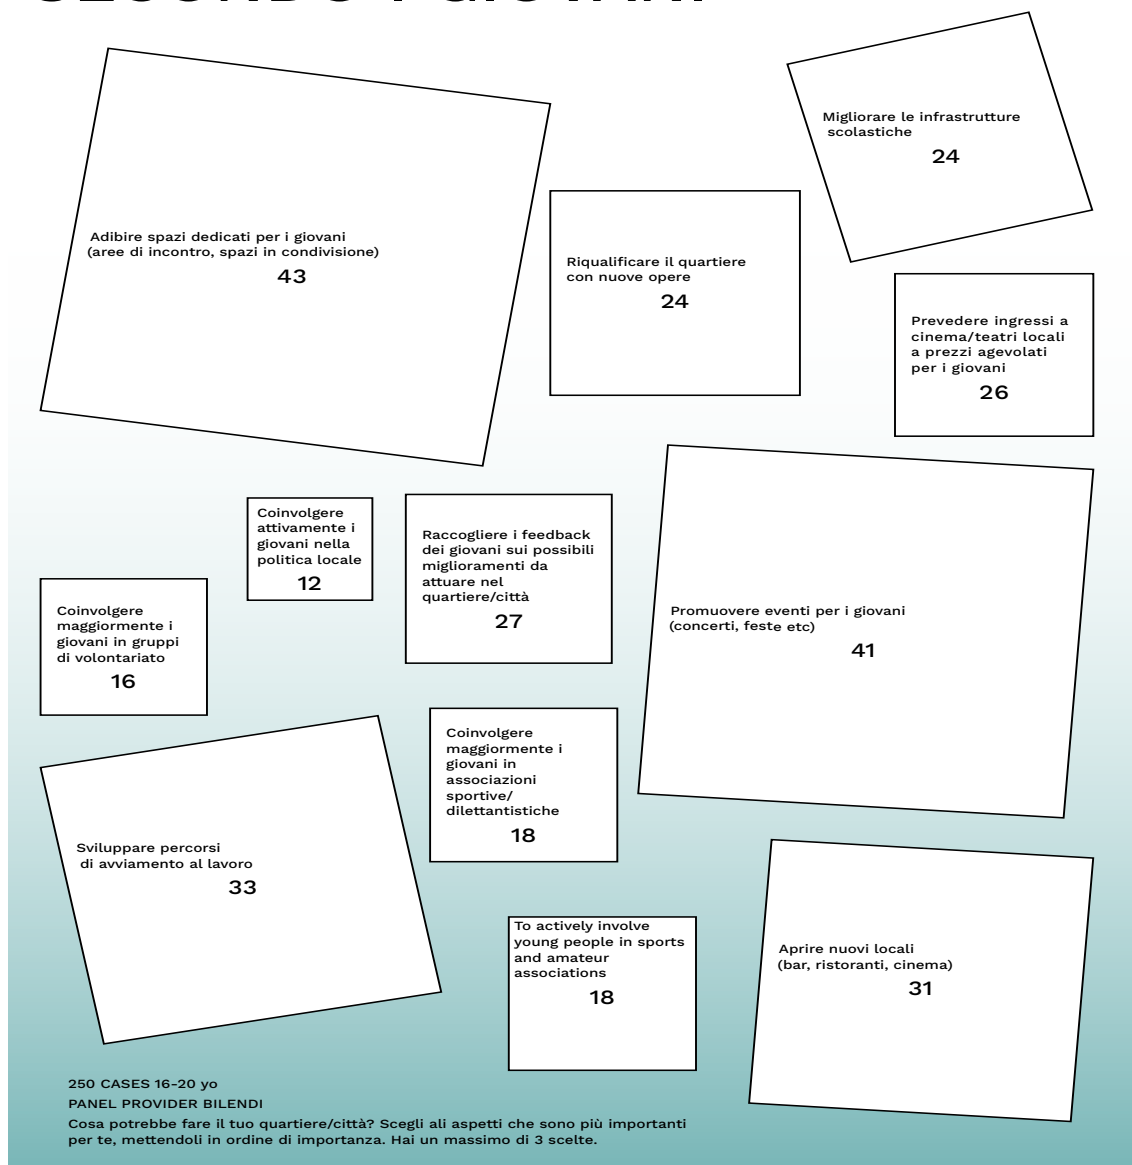 Migliorare le infrastrutture
scolastiche
24
Adibire spazi dedicati per i giovani
(aree di incontro, spazi in condivisione)
43
Riqualificare il quartiere
con nuove opere
24
Prevedere ingressi a
cinema/teatri locali
a prezzi agevolati
per i giovani
26
Coinvolgere
attivamente i
giovani nella
politica locale
12
Raccogliere i feedback
dei giovani sui possibili
miglioramenti da
attuare nel
quartiere/città
27
Coinvolgere
maggiormente i
giovani in gruppi
di volontariato
16
Promuovere eventi per i giovani
(concerti, feste etc)
41
Coinvolgere
maggiormente i
giovani in
associazioni
sportive/
dilettantistiche
18
Sviluppare percorsi
di avviamento al lavoro
33
To actively involve
young people in sports
and amateur
associations
18
Aprire nuovi locali
(bar, ristoranti, cinema)
31
250 CASES 16-20 yo
PANEL PROVIDER BILENDI
Cosa potrebbe fare il tuo quartiere/città? Scegli ali aspetti che sono più importanti
per te, mettendoli in ordine di importanza. Hai un massimo di 3 scelte.